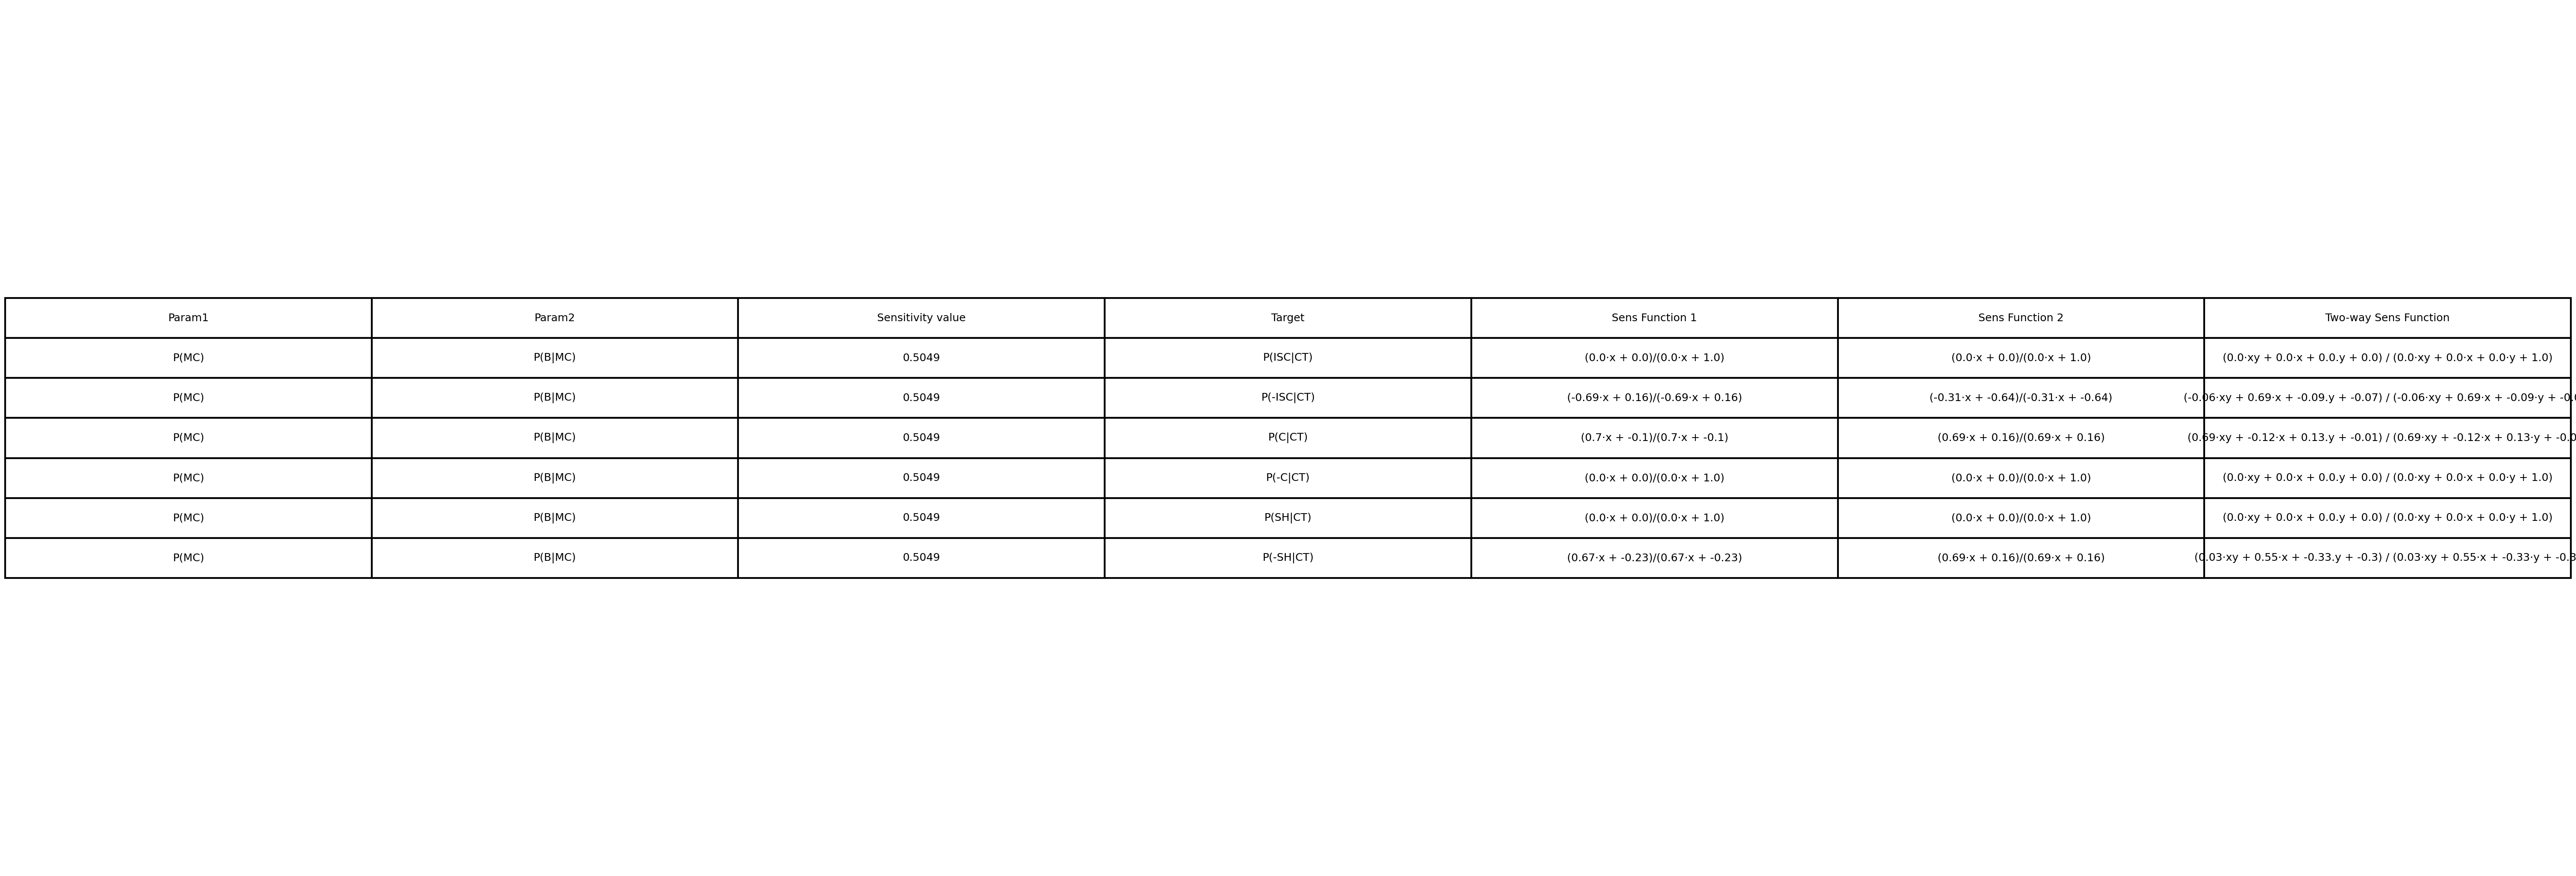 Param1 Param2 Sensitivity value Target Sens Function 1 Sens Function 2 Two-way Sens Function
P(MC) P(B|MC) 0.5049 P(ISC|CT) (0.0·x + 0.0)/(0.0·x + 1.0) (0.0·x + 0.0)/(0.0·x + 1.0) (0.0·xy + 0.0·x + 0.0.y + 0.0) / (0.0·xy + 0.0·x + 0.0·y + 1.0)
P(MC) P(B|MC) 0.5049 P(-ISC|CT) (-0.69·x + 0.16)/(-0.69·x + 0.16) (-0.31·x + -0.64)/(-0.31·x + -0.64) (-0.06·xy + 0.69·x + -0.09.y + -0.07) / (-0.06·xy + 0.69·x + -0.09·y +
P(MC) P(B|MC) 0.5049 P(C|CT) (0.7·x + -0.1)/(0.7·x + -0.1) (0.69·x + 0.16)/(0.69·x + 0.16) (0.69·xy + -0.12·x + 0.13.y + -0.01) / (0.69·xy + -0.12·x + 0.13·y +
P(MC) P(B|MC) 0.5049 P(-C|CT) (0.0·x + 0.0)/(0.0·x + 1.0) (0.0·x + 0.0)/(0.0·x + 1.0) (0.0·xy + 0.0·x + 0.0.y + 0.0) / (0.0·xy + 0.0·x + 0.0·y + 1.0)
P(MC) P(B|MC) 0.5049 P(SH|CT) (0.0·x + 0.0)/(0.0·x + 1.0) (0.0·x + 0.0)/(0.0·x + 1.0) (0.0·xy + 0.0·x + 0.0.y + 0.0) / (0.0·xy + 0.0·x + 0.0·y + 1.0)
P(MC) P(B|MC) 0.5049 P(-SH|CT) (0.67·x + -0.23)/(0.67·x + -0.23) (0.69·x + 0.16)/(0.69·x + 0.16) (0.03·xy + 0.55·x + -0.33.y + -0.3) / (0.03·xy + 0.55·x + -0.33·y +